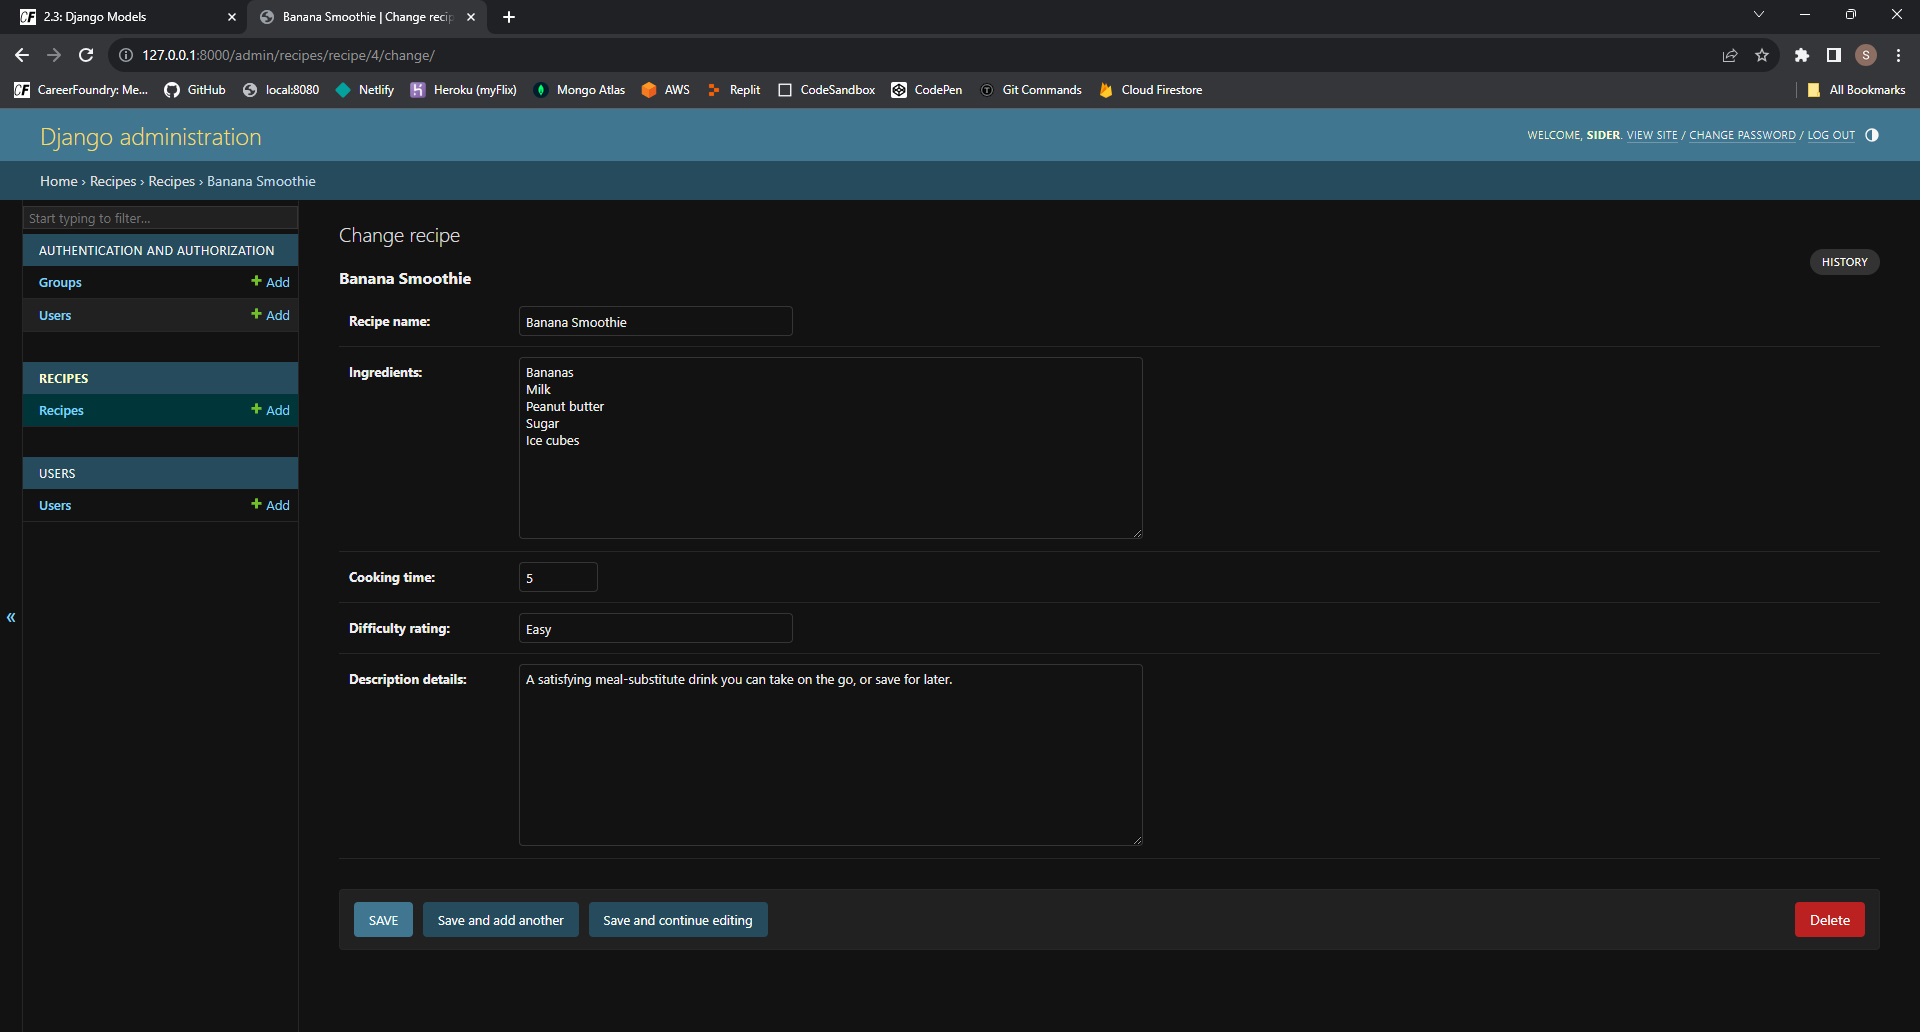 2.3: Django Models
Banana Smoothie | Change recip
127.0.0.1:8000/admin/recipes/recipe/4/change/
S
CareerFoundry: Me...
GitHub
local:8080
Netlify
Heroku (myFlix)
Mongo Atlas
AWS
Replit
CodeSandbox
CodePen
Git Commands
Cloud Firestore
All Bookmarks
Django administration
WELCOME, SIDER. VIEW SITE / CHANGE PASSWORD / LOG OUT
Home › Recipes › Recipes › Banana Smoothie
Start typing to filter...
AUTHENTICATION AND AUTHORIZATION
Groups + Add
Users + Add
RECIPES
Recipes + Add
USERS
Users + Add
«
Change recipe
HISTORY
Banana Smoothie
Recipe name: Banana Smoothie
Ingredients: Bananas
Milk
Peanut butter
Sugar
Ice cubes
Cooking time: 5
Difficulty rating: Easy
Description details: A satisfying meal-substitute drink you can take on the go, or save for later.
SAVE
Save and add another
Save and continue editing
Delete